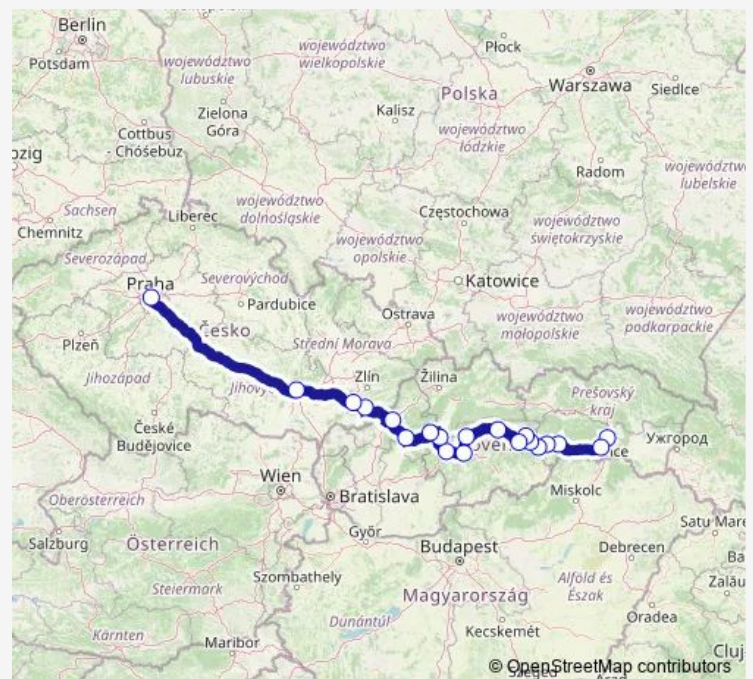 Berlin
Potsdam
województwo
lubuskie
województwo
wielkopolskie
Płock
Warszawa
Siedlce
Polska
Kalisz
Zielona
Góra
województwo
łódzkie
Cottbus
- Chóśebuz
Radom
województwo
lubelskie
Sachsen
Chemnitz
Liberec
województwo
dolnośląskie
Częstochowa
województwo
świętokrzyskie
województwo
opolskie
Severozápad
Praha
Severovýchod
Pardubice
Katowice
Ostrava
województwo
małopolskie
województwo
podkarpackie
Plzeň
Česko
Střední Morava
Jihozápad
Zlín
Žilina
Prešovský
kraj
České
Budějovice
Ужгород
Wien
Bratislava
Miskolc
Oberösterreich
Salzburg
Österreich
Győr
Budapest
Debrecen
Szombathely
Steiermark
Magyarország
Alföld és
Észak
Dunántúl
Kecskemét
Oradea
Kärnten
Maribor
© OpenStreetMap contributors